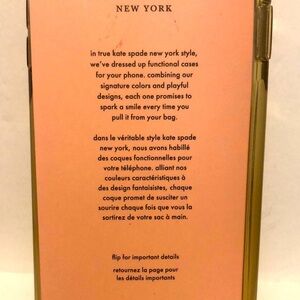 NEW YORK
in true kate spade new york style,
we've dressed up functional cases
for your phone. combining our
signature colors and playful
designs, each one promises to
spark a smile every time you
pull it from your bag.
dans le véritable style kate spade
new york, nous avons habillé
des coques fonctionnelles pour
votre téléphone. alliant nos
couleurs caractéristiques à
des design fantaisistes, chaque
coque promet de susciter un
sourire chaque fois que vous la
sortirez de votre sac à main.
flip for important details
retournez la page pour
les détails importants